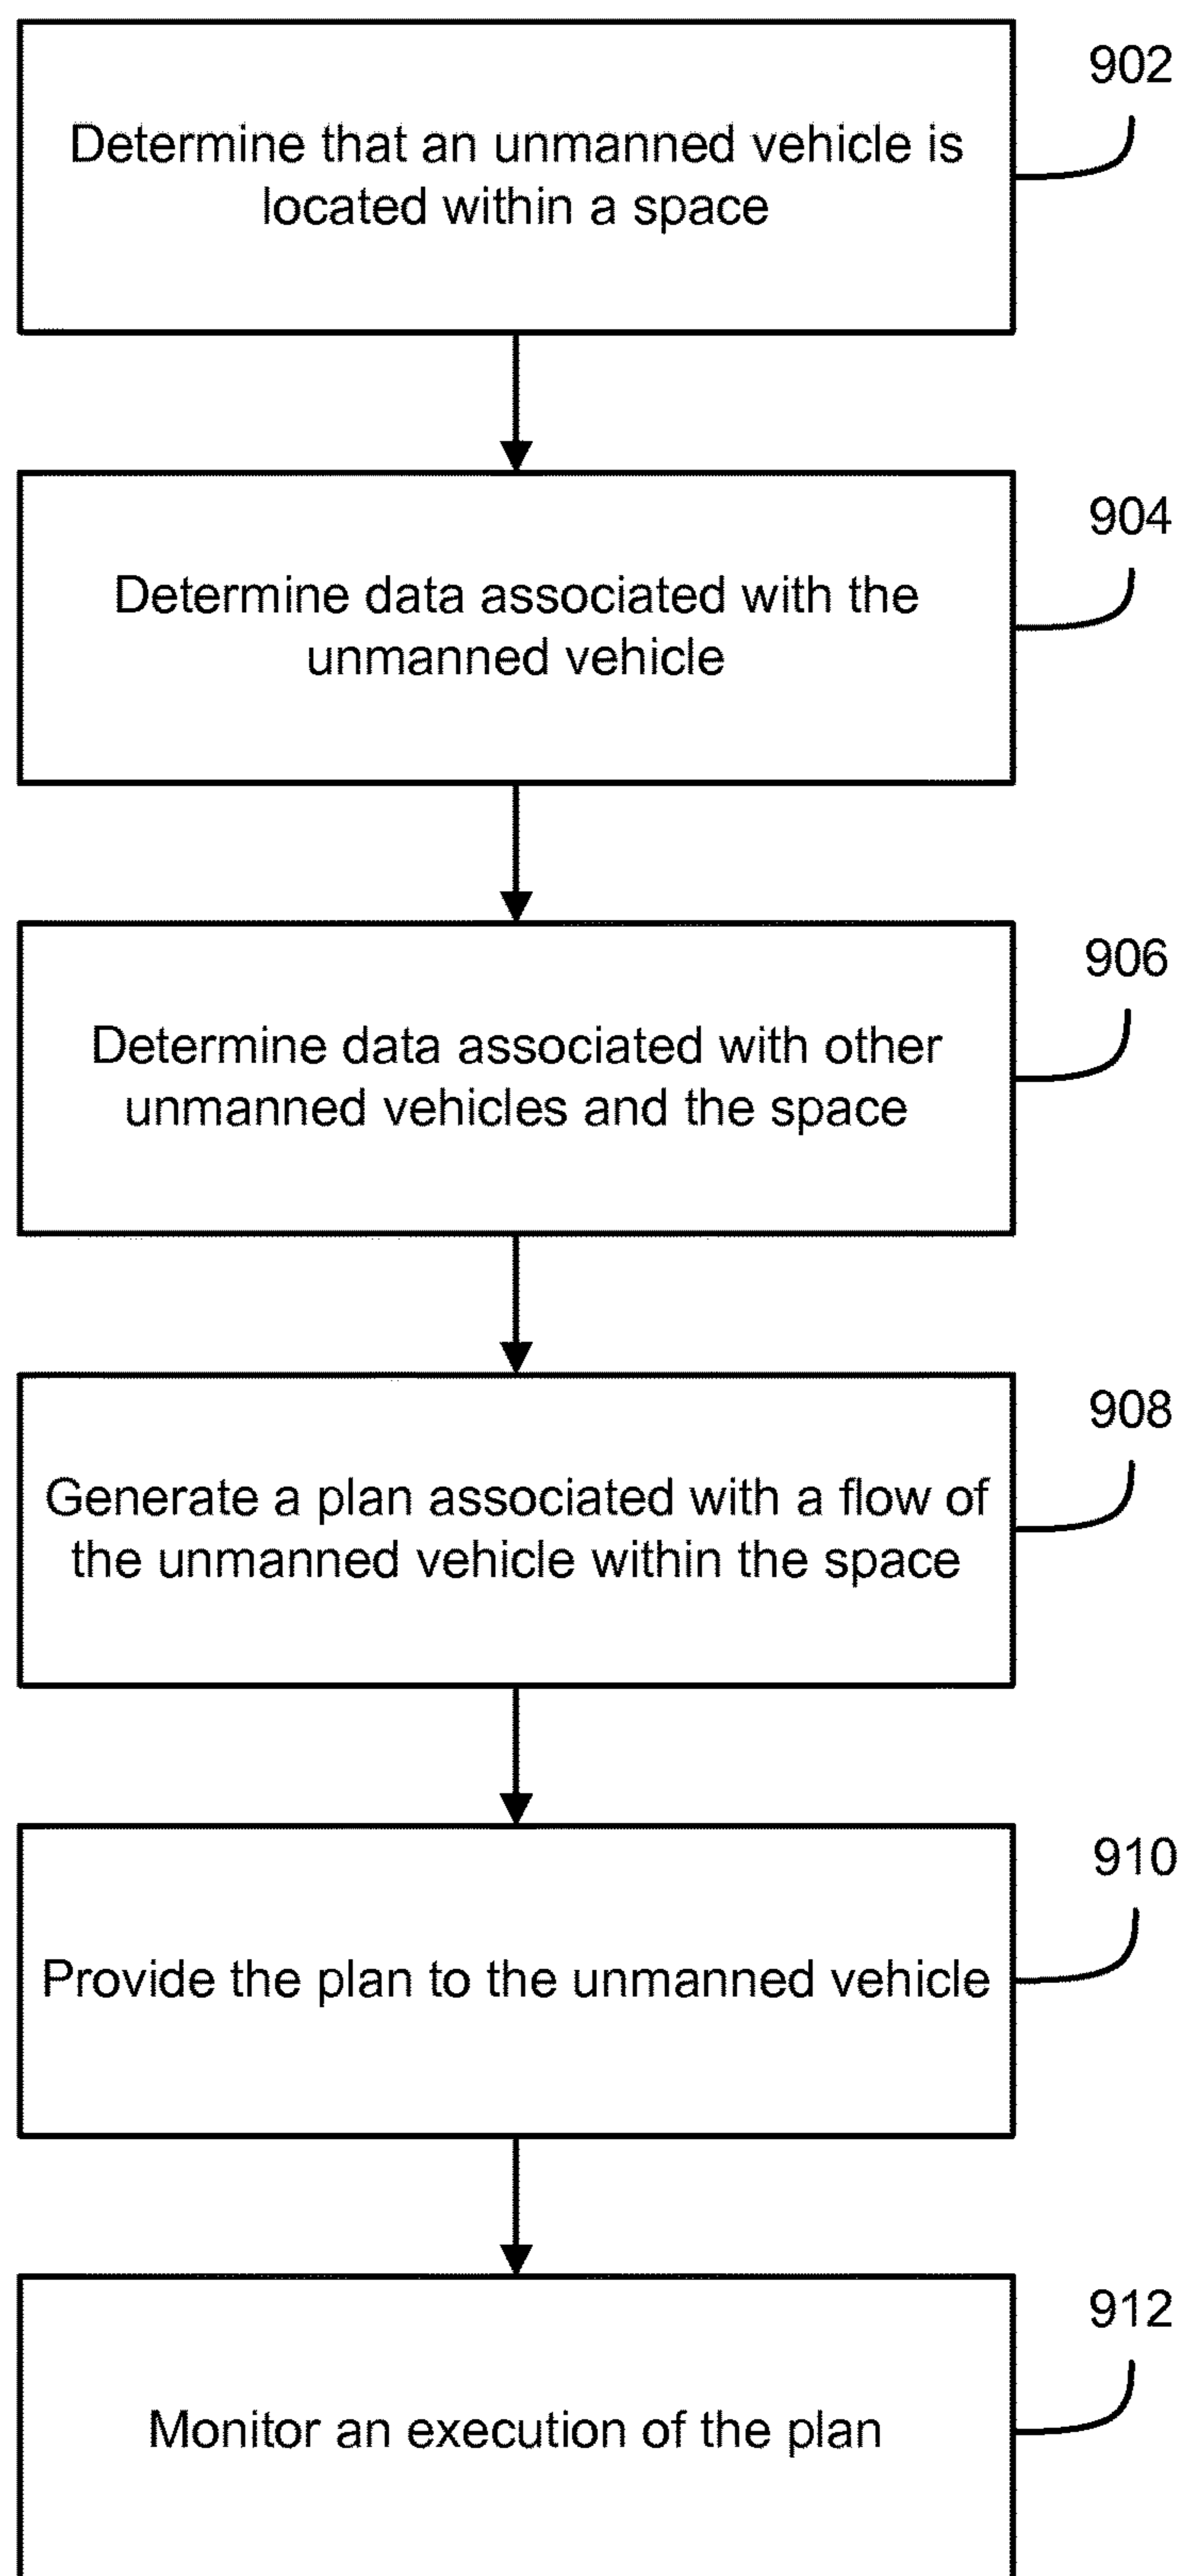 902
Determine that an unmanned vehicle is
located within a space
904
Determine data associated with the
unmanned vehicle
906
Determine data associated with other
unmanned vehicles and the space
908
Generate a plan associated with a flow of
the unmanned vehicle within the space
910
Provide the plan to the unmanned vehicle
912
Monitor an execution of the plan